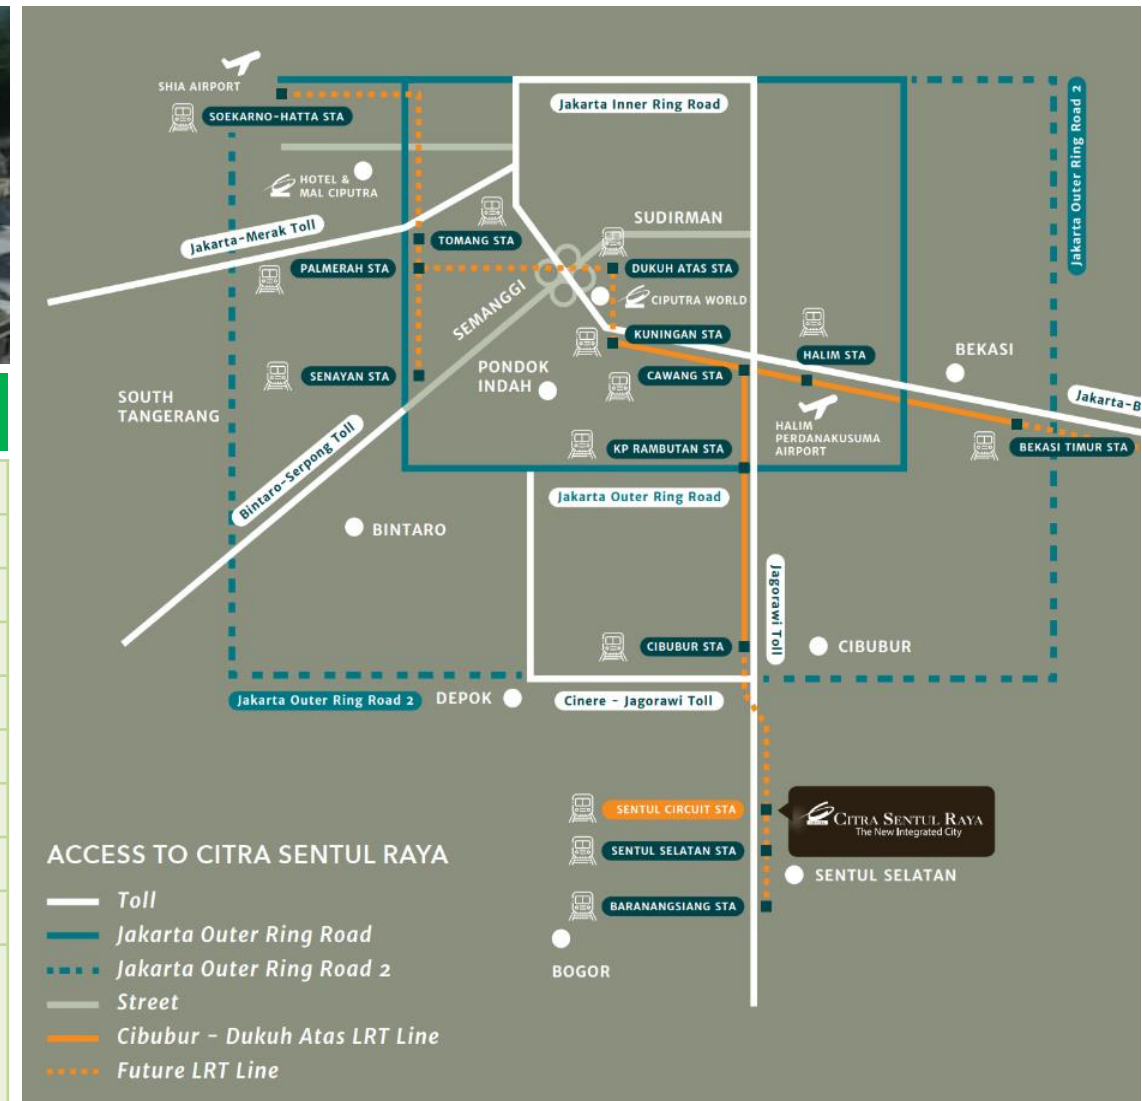 SHIA AIRPORT
SOEKARNO-HATTA STA
Jakarta Inner Ring Road
Jakarta Outer Ring Road 2
HOTEL &
MAL CIPUTRA
Jakarta-Merak Toll
TOMANG STA
SUDIRMAN
PALMERAH STA
DUKUH ATAS STA
SEMANGGI
CIPUTRA WORLD
KUNINGAN STA
HALIM STA
BEKASI
SENAYAN STA
PONDOK
INDAH
CAWANG STA
SOUTH
TANGERANG
Jakarta-B
HALIM
PERDANAKUSUMA
AIRPORT
KP RAMBUTAN STA
BEKASI TIMUR STA
Bintaro-Serpong Toll
Jakarta Outer Ring Road
BINTARO
Jagorawi Toll
CIBUBUR STA
CIBUBUR
Jakarta Outer Ring Road 2
DEPOK
Cinere - Jagorawi Toll
SENTUL CIRCUIT STA
CITRA SENTUL RAYA
The New Integrated City
SENTUL SELATAN STA
SENTUL SELATAN
BARANANGSIANG STA
BOGOR
ACCESS TO CITRA SENTUL RAYA
Toll
Jakarta Outer Ring Road
Jakarta Outer Ring Road 2
Street
Cibubur - Dukuh Atas LRT Line
Future LRT Line